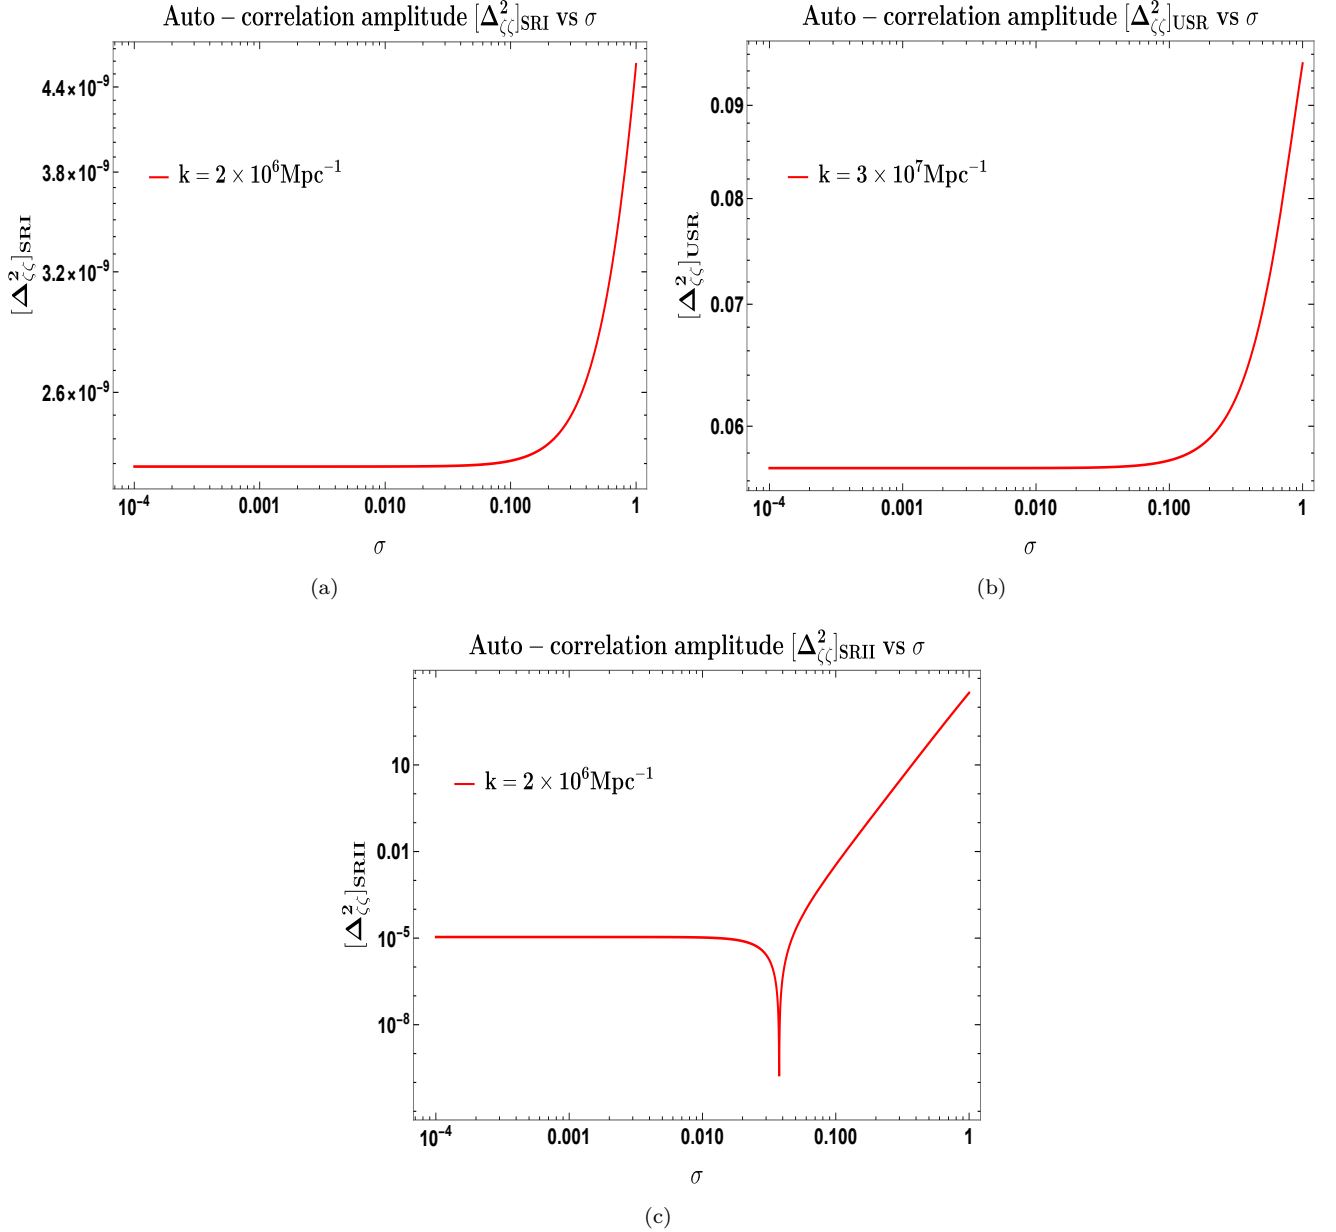 Auto – correlation amplitude [Δ²ζζ]SRI vs σ
[Δ²ζζ]SRI
4.4×10⁻⁹
3.8×10⁻⁹
3.2×10⁻⁹
2.6×10⁻⁹
k = 2 × 10⁶Mpc⁻¹
10⁻⁴ 0.001 0.010 0.100 1
σ
(a)
Auto – correlation amplitude [Δ²ζζ]USR vs σ
[Δ²ζζ]USR
0.09
0.08
0.07
0.06
k = 3 × 10⁷Mpc⁻¹
10⁻⁴ 0.001 0.010 0.100 1
σ
(b)
Auto – correlation amplitude [Δ²ζζ]SRII vs σ
[Δ²ζζ]SRII
10
0.01
10⁻⁵
10⁻⁸
k = 2 × 10⁶Mpc⁻¹
10⁻⁴ 0.001 0.010 0.100 1
σ
(c)